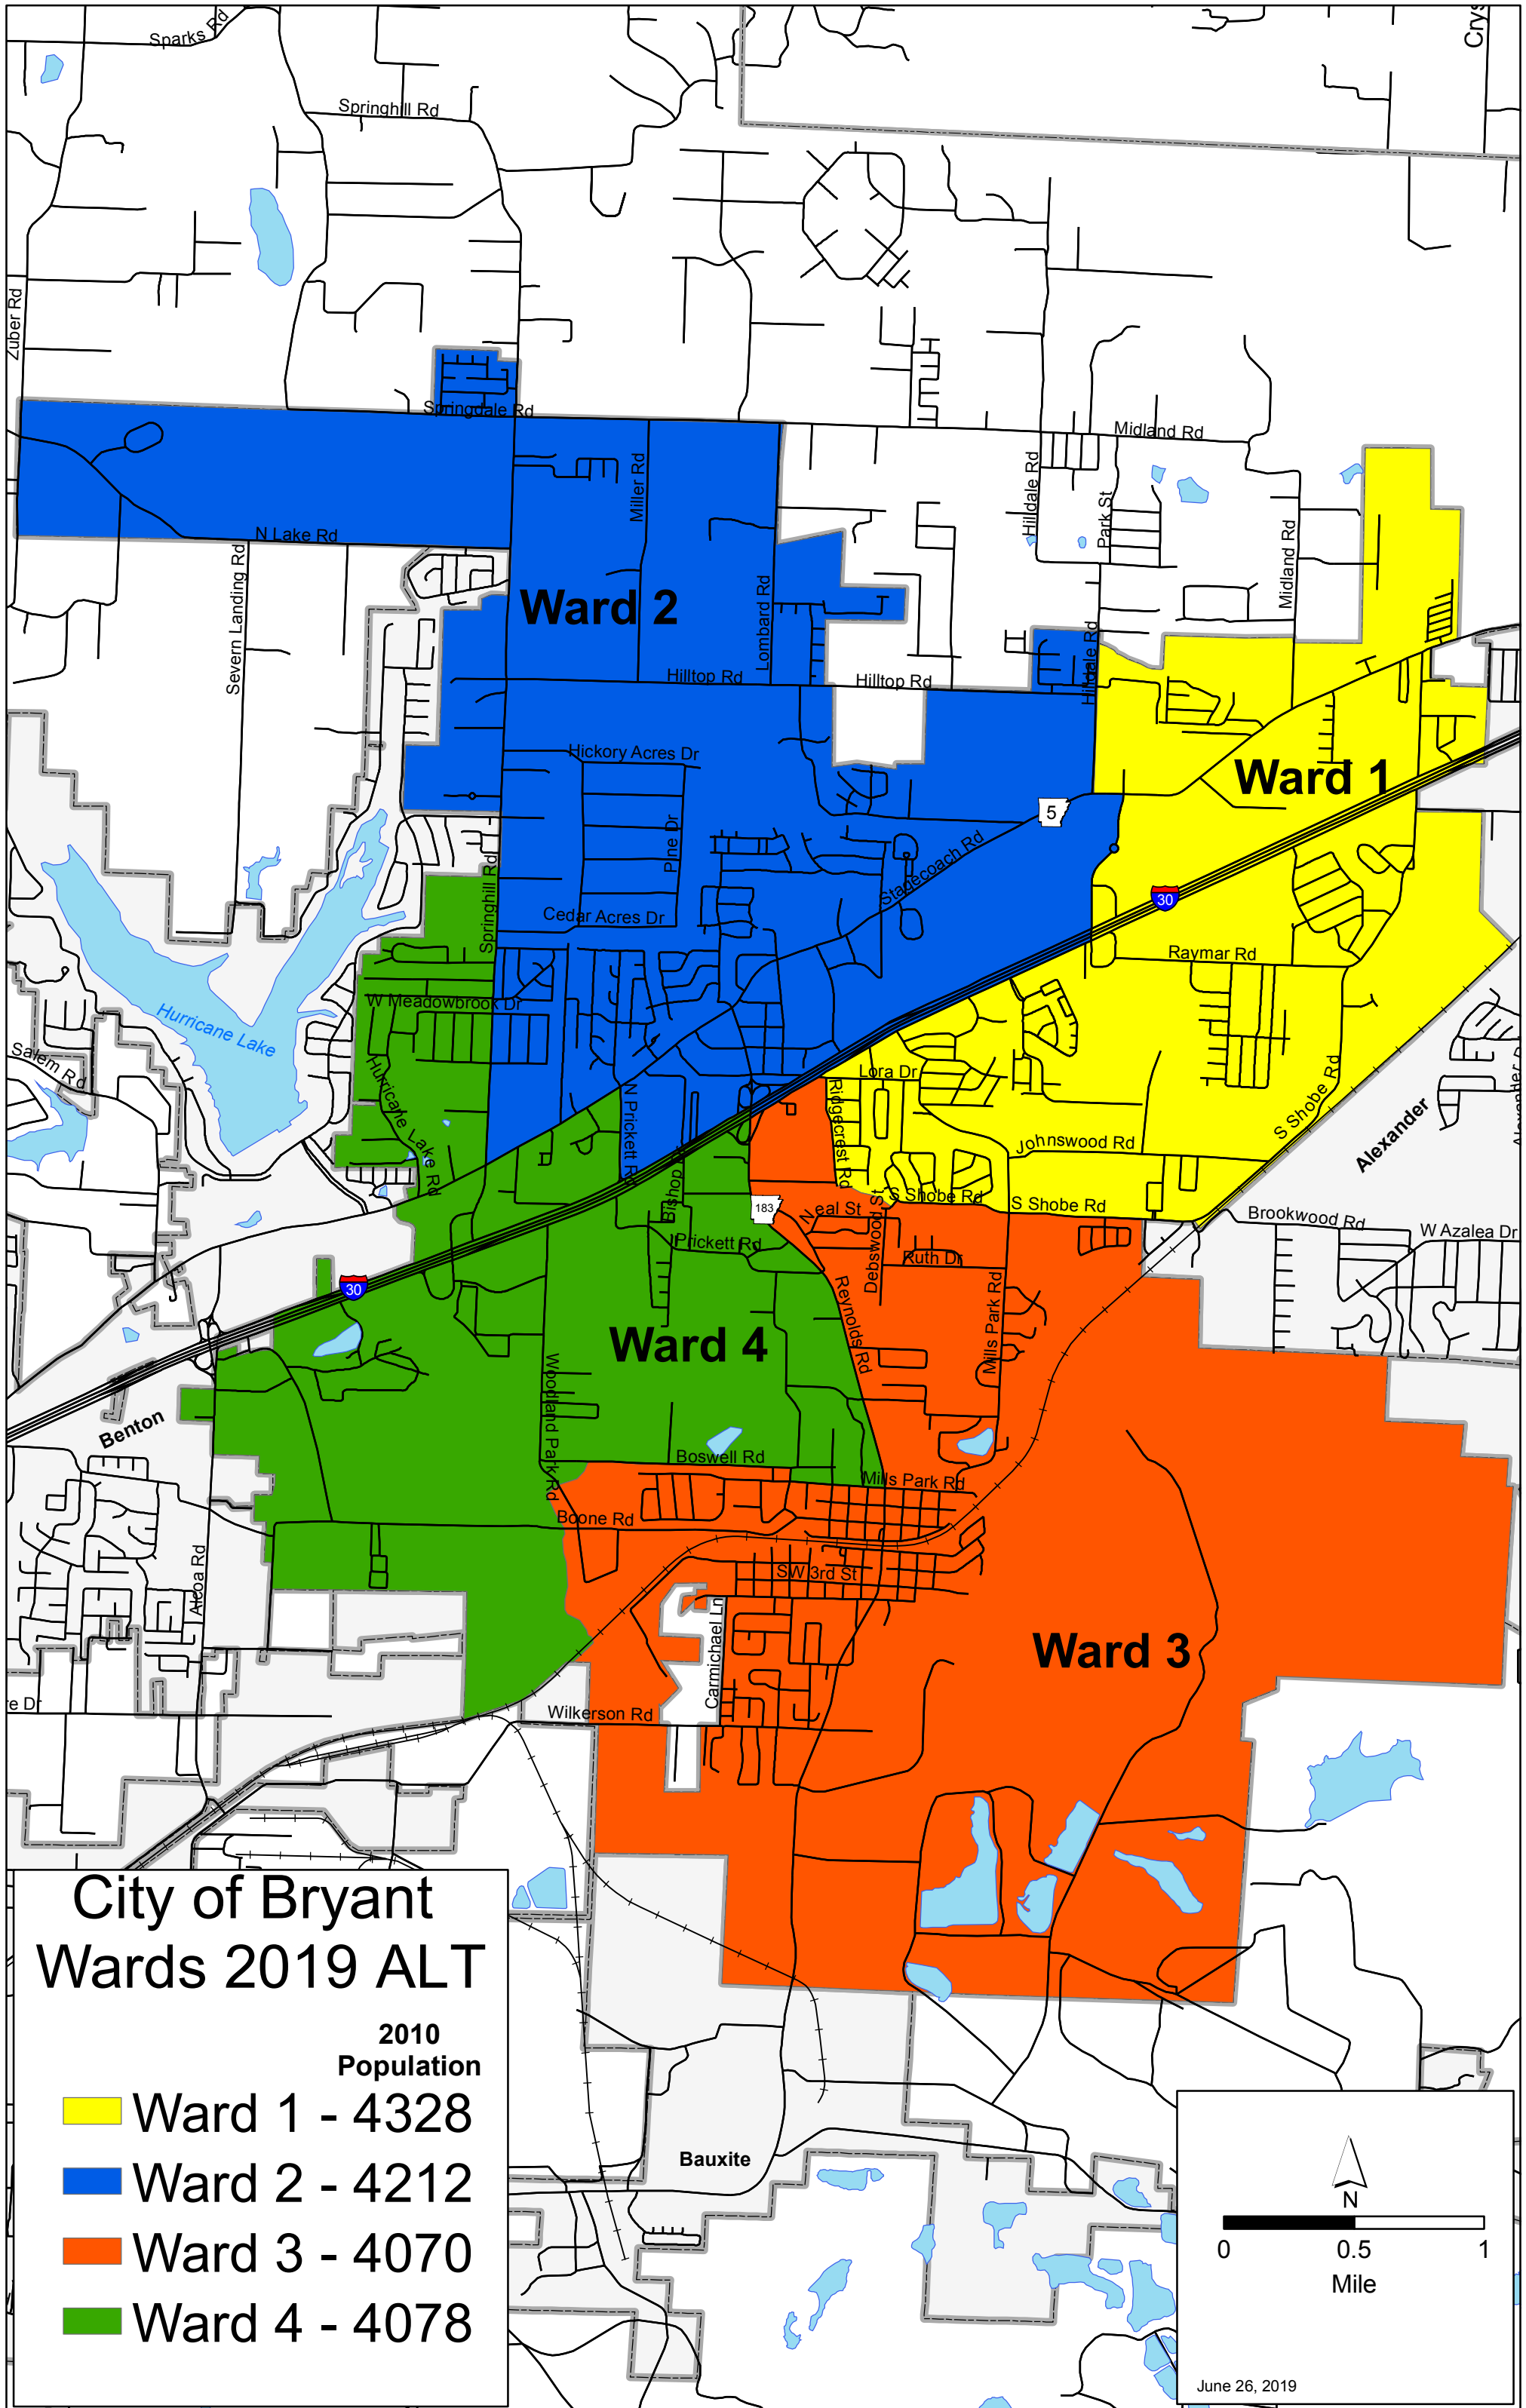 Sparks Rd
Crys
Springhill Rd
Zuber Rd
Springdale Rd
Midland Rd
Miller Rd
Hilldale Rd
Park St
Midland Rd
N Lake Rd
Severn Landing Rd
Ward 2
Lombard Rd
Hilldale Rd
Hilltop Rd
Hilltop Rd
Hickory Acres Dr
Ward 1
5
Pine Dr
Stagecoach Rd
Springhill Rd
30
Cedar Acres Dr
Raymar Rd
W Meadowbrook Dr
Hurricane Lake
Salem Rd
Hurricane Lake Rd
N Prickett Rd
Lora Dr
Ridgecrest Rd
S Shobe Rd
Johnswood Rd
Alexander
Bishop
183
Neal St
Debswood St
S Shobe Rd
S Shobe Rd
Brookwood Rd
W Azalea Dr
Prickett Rd
Ruth Dr
30
Reynolds Rd
Mills Park Rd
Ward 4
Woodland Park Rd
Benton
Boswell Rd
Mills Park Rd
Boone Rd
Alcoa Rd
SW 3rd St
Carmichael Ln
Ward 3
re Dr
Wilkerson Rd
City of Bryant
Wards 2019 ALT
2010
Population
Ward 1 - 4328
Ward 2 - 4212
Ward 3 - 4070
Ward 4 - 4078
Bauxite
N
0 0.5 1
Mile
June 26, 2019